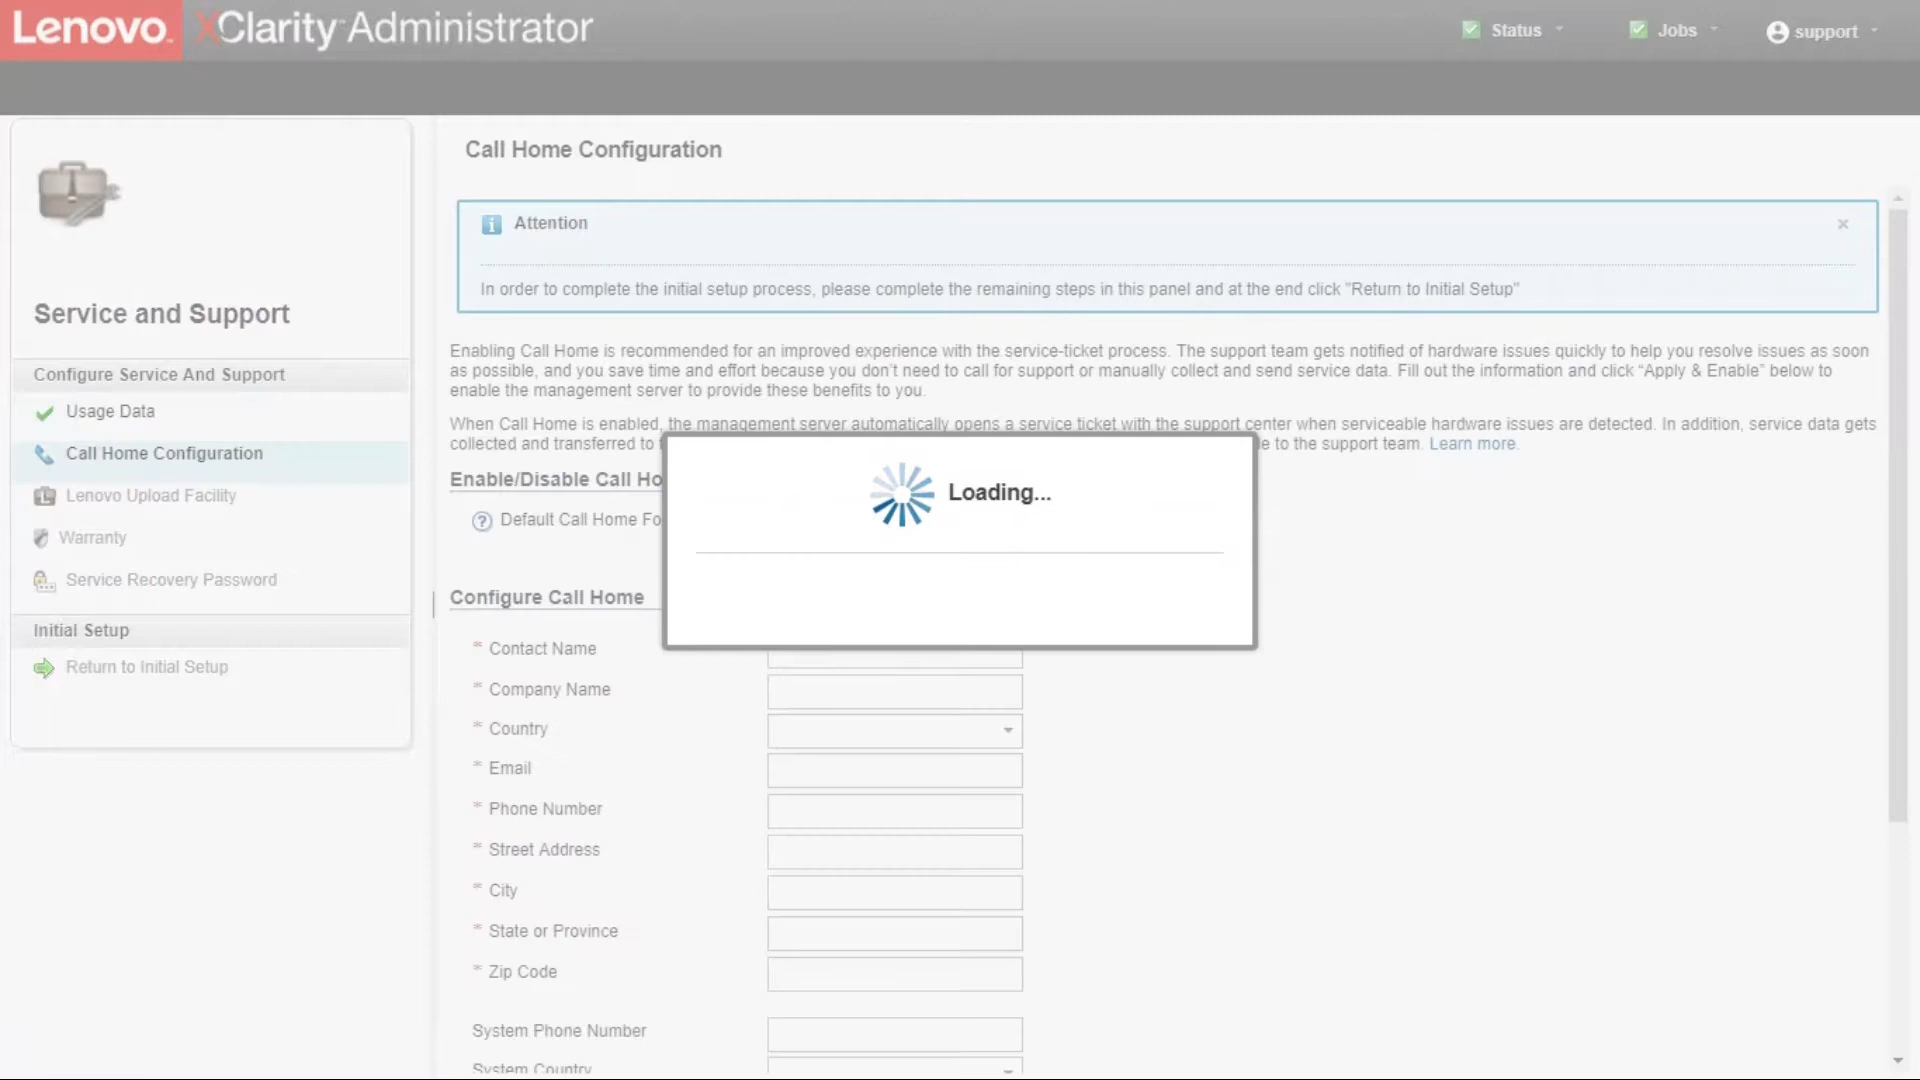 Lenovo XClarity Administrator
Status
Jobs
support
Service and Support
Configure Service And Support
Usage Data
Call Home Configuration
Lenovo Upload Facility
Warranty
Service Recovery Password
Initial Setup
Return to Initial Setup
Call Home Configuration
Attention
In order to complete the initial setup process, please complete the remaining steps in this panel and at the end click "Return to Initial Setup"
Enabling Call Home is recommended for an improved experience with the service-ticket process. The support team gets notified of hardware issues quickly to help you resolve issues as soon
as possible, and you save time and effort because you don't need to call for support or manually collect and send service data. Fill out the information and click “Apply & Enable” below to
enable the management server to provide these benefits to you.
When Call Home is enabled, the management server automatically opens a service ticket with the support center when serviceable hardware issues are detected. In addition, service data gets
collected and transferred to e to the support team. Learn more.
Enable/Disable Call Ho
Default Call Home Fo
Loading...
Configure Call Home
* Contact Name
* Company Name
* Country
* Email
* Phone Number
* Street Address
* City
* State or Province
* Zip Code
System Phone Number
System Country